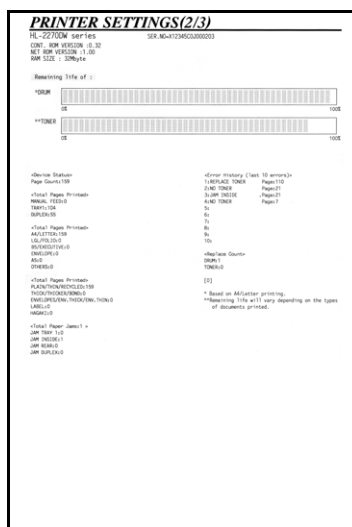 PRINTER SETTINGS(2/3)
HL-2270DW series SER.NO=X12345C0J000203
CONT. ROM VERSION :0.32
NET ROM VERSION :1.00
RAM SIZE : 32Mbyte
Remaining life of :
*DRUM
0% 100%
**TONER
0% 100%
<Device Status>
Page Count:159
<Total Pages Printed>
MANUAL FEED:0
TRAY1:104
DUPLEX:55
<Total Pages Printed>
A4/LETTER:159
LGL/FOLIO:0
B5/EXECUTIVE:0
ENVELOPE:0
A5:0
OTHERS:0
<Total Pages Printed>
PLAIN/THIN/RECYCLED:159
THICK/THICKER/BOND:0
ENVELOPES/ENV.THICK/ENV.THIN:0
LABEL:0
HAGAKI:0
<Total Paper Jams:1 >
JAM TRAY 1:0
JAM INSIDE:1
JAM REAR:0
JAM DUPLEX:0
<Error History (last 10 errors)>
1:REPLACE TONER Page:110
2:NO TONER Page:21
3:JAM INSIDE Page:21
4:NO TONER Page:7
5:
6:
7:
8:
9:
10:
<Replace Count>
DRUM:1
TONER:0
[0]
* Based on A4/Letter printing.
**Remaining life will vary depending on the types
of documents printed.